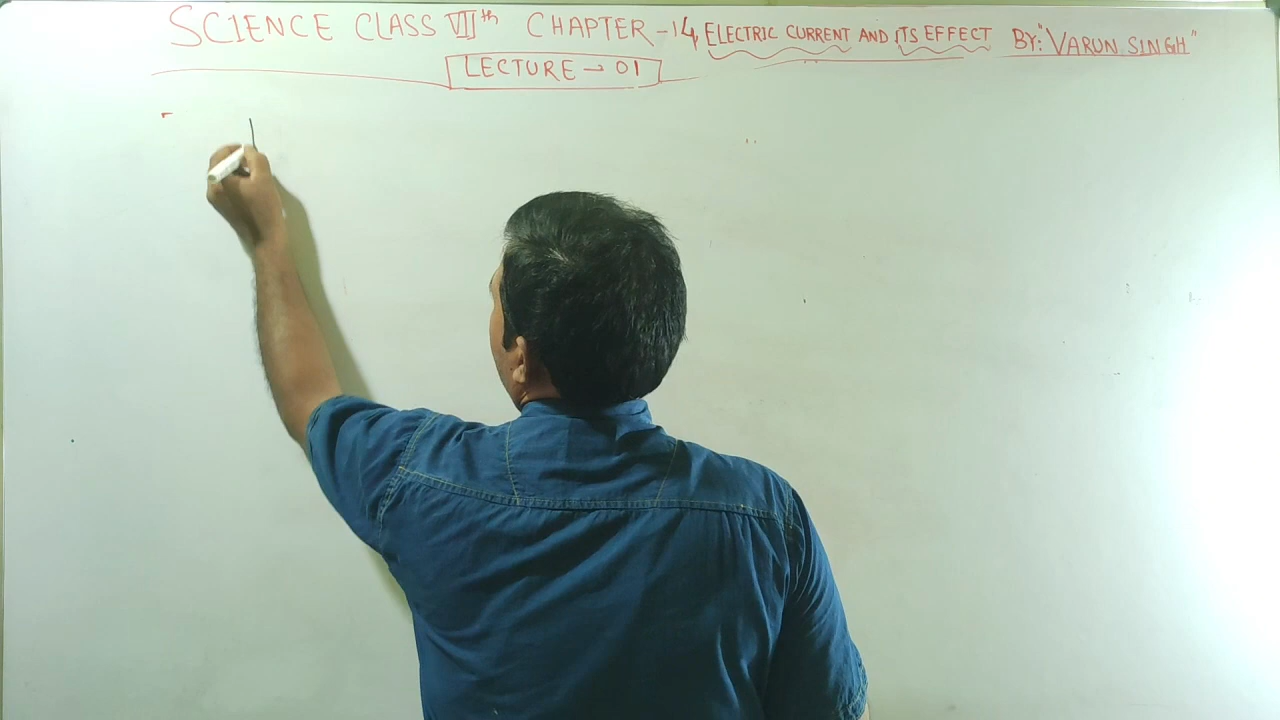 SCIENCE CLASS VIIth CHAPTER-14, ELECTRIC CURRENT AND ITS EFFECT BY:"VARUN SINGH"
LECTURE → 01